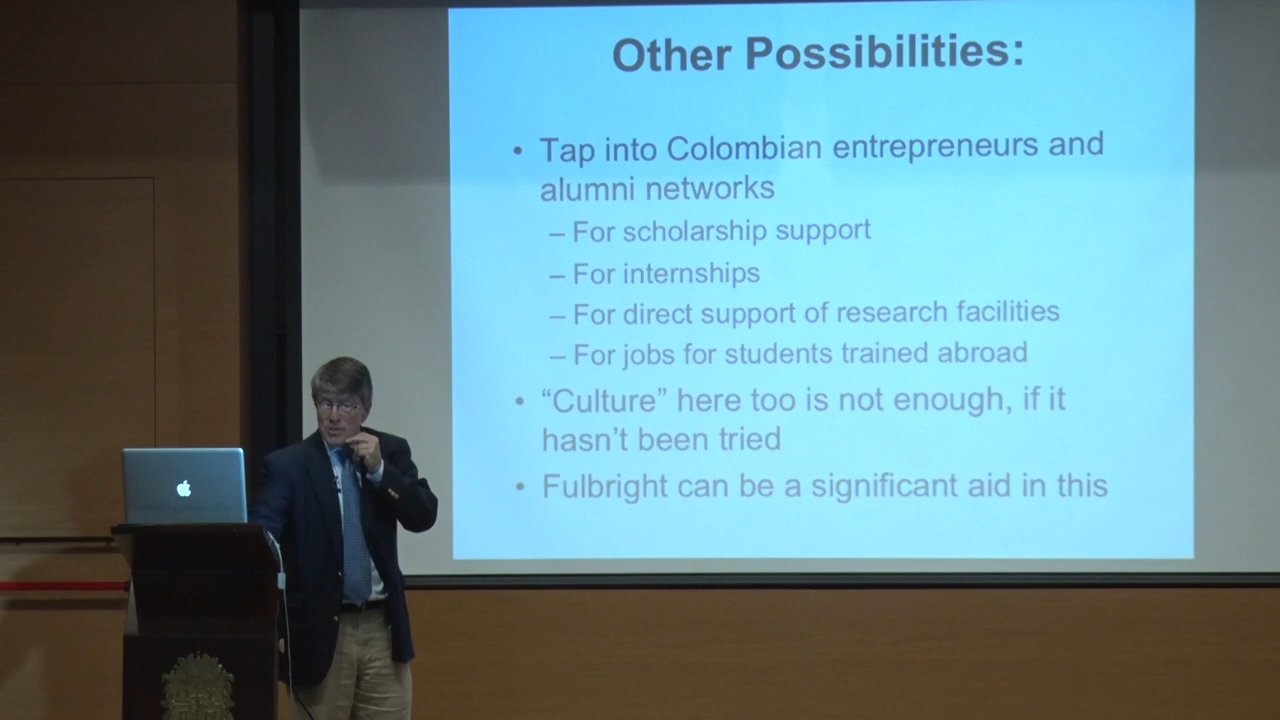 Other Possibilities:
• Tap into Colombian entrepreneurs and
alumni networks
– For scholarship support
– For internships
– For direct support of research facilities
– For jobs for students trained abroad
• “Culture” here too is not enough, if it
hasn’t been tried
• Fulbright can be a significant aid in this